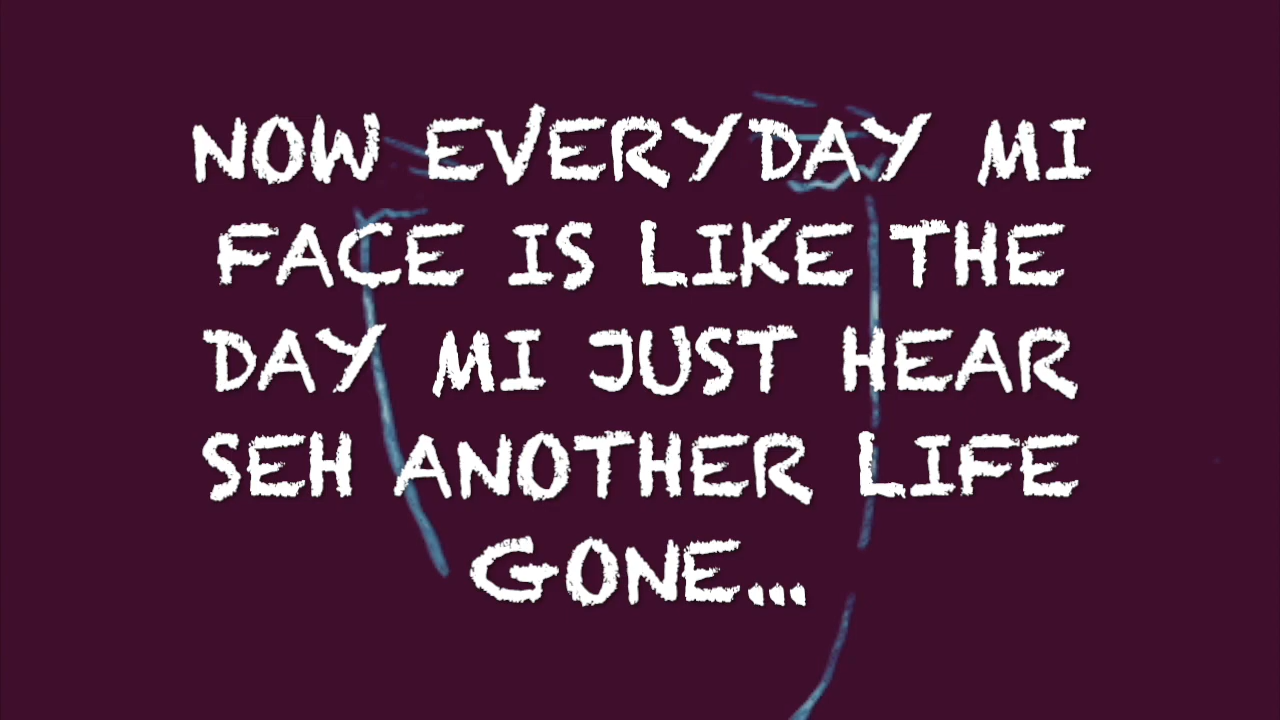 NOW EVERYDAY MI
FACE IS LIKE THE
DAY MI JUST HEAR
SEH ANOTHER LIFE
GONE...